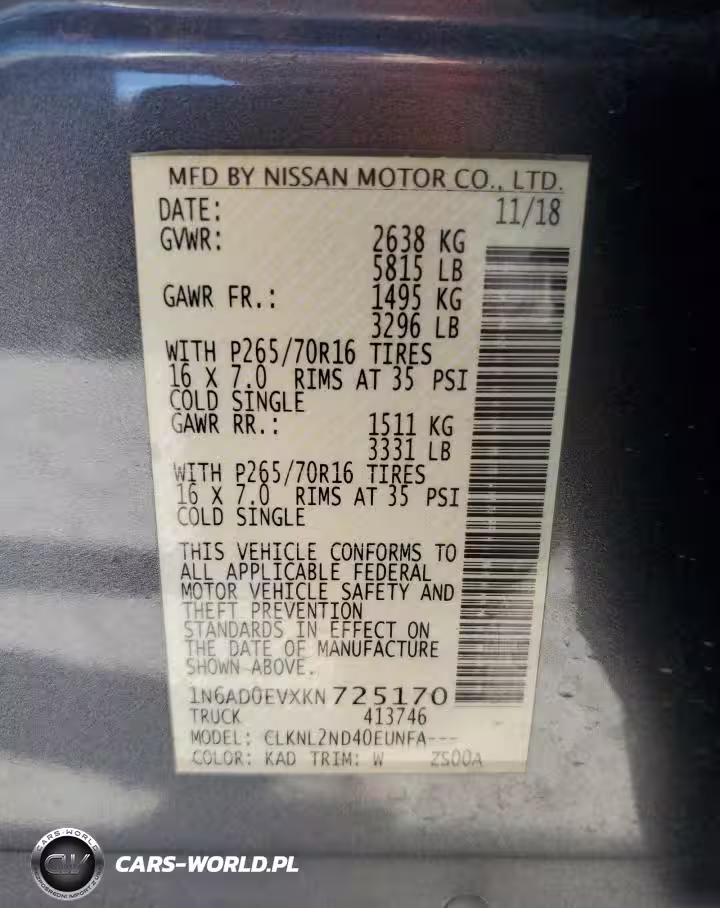 MFD BY NISSAN MOTOR CO., LTD.
DATE: 11/18
GVWR: 2638 KG
5815 LB
GAWR FR.: 1495 KG
3296 LB
WITH P265/70R16 TIRES
16 X 7.0 RIMS AT 35 PSI
COLD SINGLE
GAWR RR.: 1511 KG
3331 LB
WITH P265/70R16 TIRES
16 X 7.0 RIMS AT 35 PSI
COLD SINGLE
THIS VEHICLE CONFORMS TO
ALL APPLICABLE FEDERAL
MOTOR VEHICLE SAFETY AND
THEFT PREVENTION
STANDARDS IN EFFECT ON
THE DATE OF MANUFACTURE
SHOWN ABOVE.
1N6AD0EVXKN725170
TRUCK 413746
MODEL: CLKNL2ND40EUNFA---
COLOR: KAD TRIM: W ZS00A
CARS-WORLD
CW
CARS-WORLD.PL